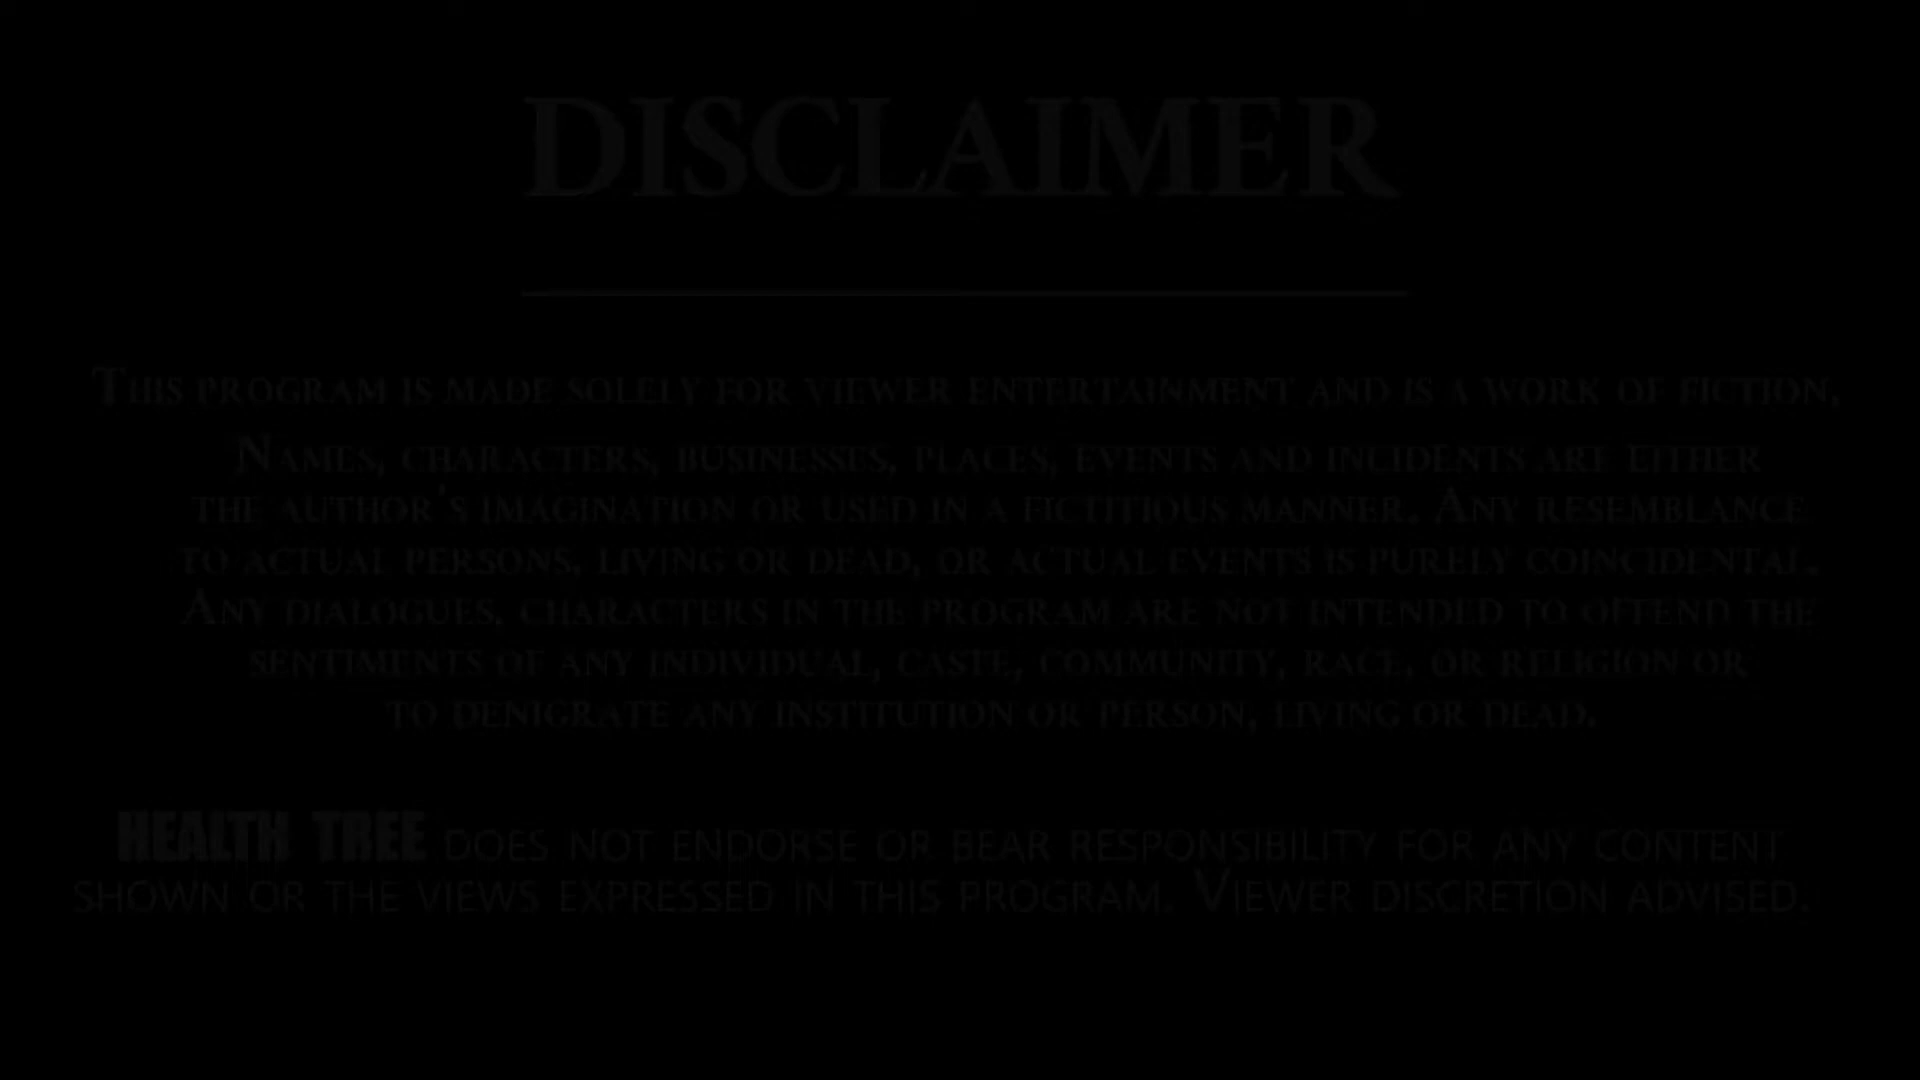 DISCLAIMER
THIS PROGRAM IS MADE SOLELY FOR VIEWER ENTERTAINMENT AND IS A WORK OF FICTION,
NAMES, CHARACTERS, BUSINESSES, PLACES, EVENTS AND INCIDENTS ARE EITHER
THE AUTHOR'S IMAGINATION OR USED IN A FICTITIOUS MANNER. ANY RESEMBLANCE
TO ACTUAL PERSONS, LIVING OR DEAD, OR ACTUAL EVENTS IS PURELY COINCIDENTAL.
ANY DIALOGUES, CHARACTERS IN THE PROGRAM ARE NOT INTENDED TO OFFEND THE
SENTIMENTS OF ANY INDIVIDUAL, CASTE, COMMUNITY, RACE, OR RELIGION OR
TO DENIGRATE ANY INSTITUTION OR PERSON, LIVING OR DEAD.
HEALTH TREE DOES NOT ENDORSE OR BEAR RESPONSIBILITY FOR ANY CONTENT
SHOWN OR THE VIEWS EXPRESSED IN THIS PROGRAM. VIEWER DISCRETION ADVISED.